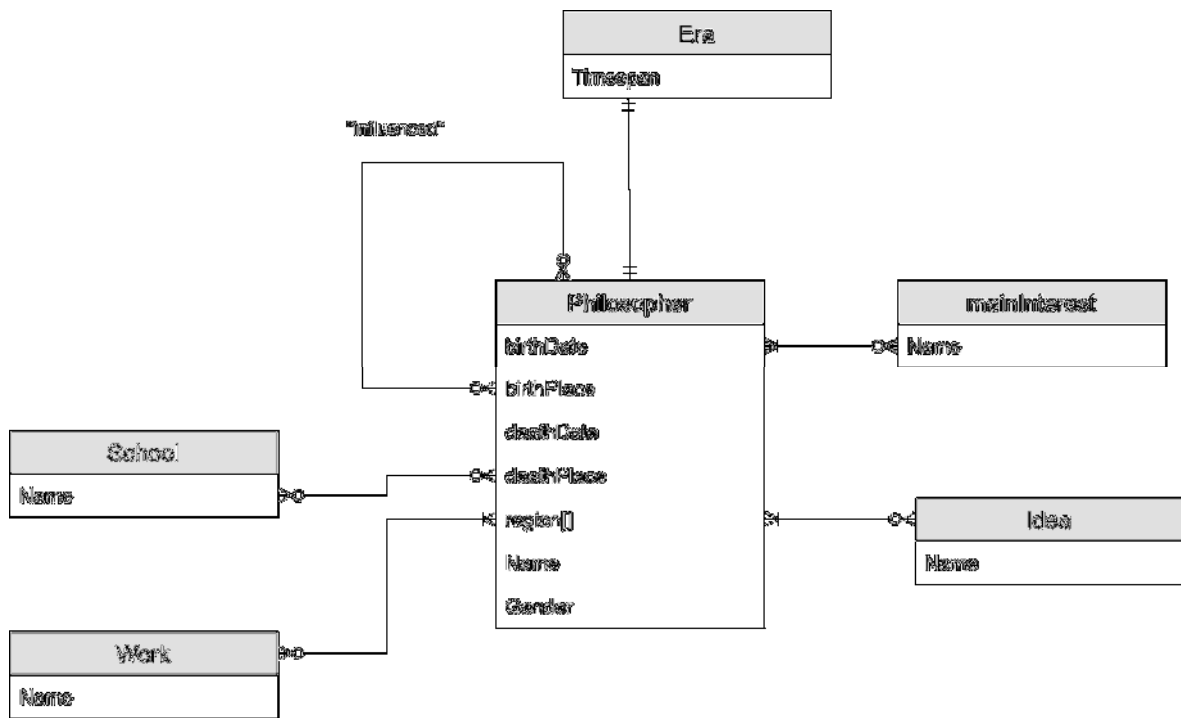 Era
Timespan
"influenced"
Philosopher
birthDate
birthPlace
deathDate
deathPlace
region[]
Name
Gender
mainInterest
Name
School
Name
Idea
Name
Work
Name